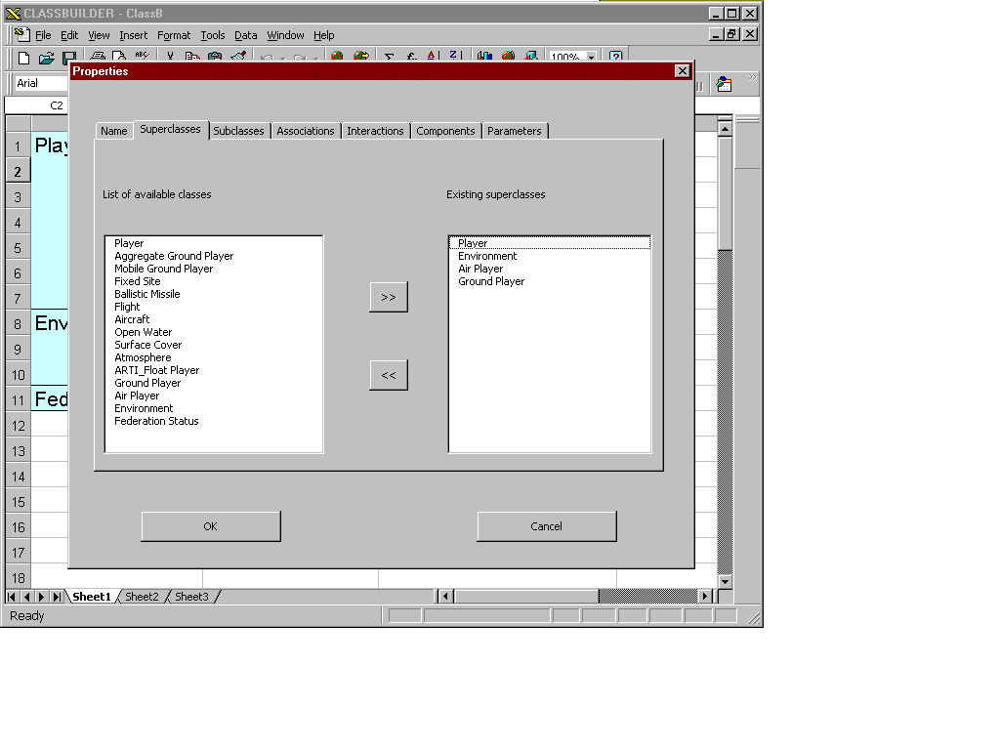 CLASSBUILDER - ClassB
File Edit View Insert Format Tools Data Window Help
100%
Properties
Arial
C2
Name Superclasses Subclasses Associations Interactions Components Parameters
1 Play
2
List of available classes Existing superclasses
3
4
Player Player
5
Aggregate Ground Player Environment
Mobile Ground Player Air Player
6
Fixed Site Ground Player
Ballistic Missile >>
7
Flight
Aircraft
8 Env
Open Water
Surface Cover
9
Atmosphere
ARTI_Float Player <<
10
Ground Player
Air Player
11 Fed
Environment
Federation Status
12
13
14
15
16
OK Cancel
17
18
Sheet1 Sheet2 Sheet3
Ready